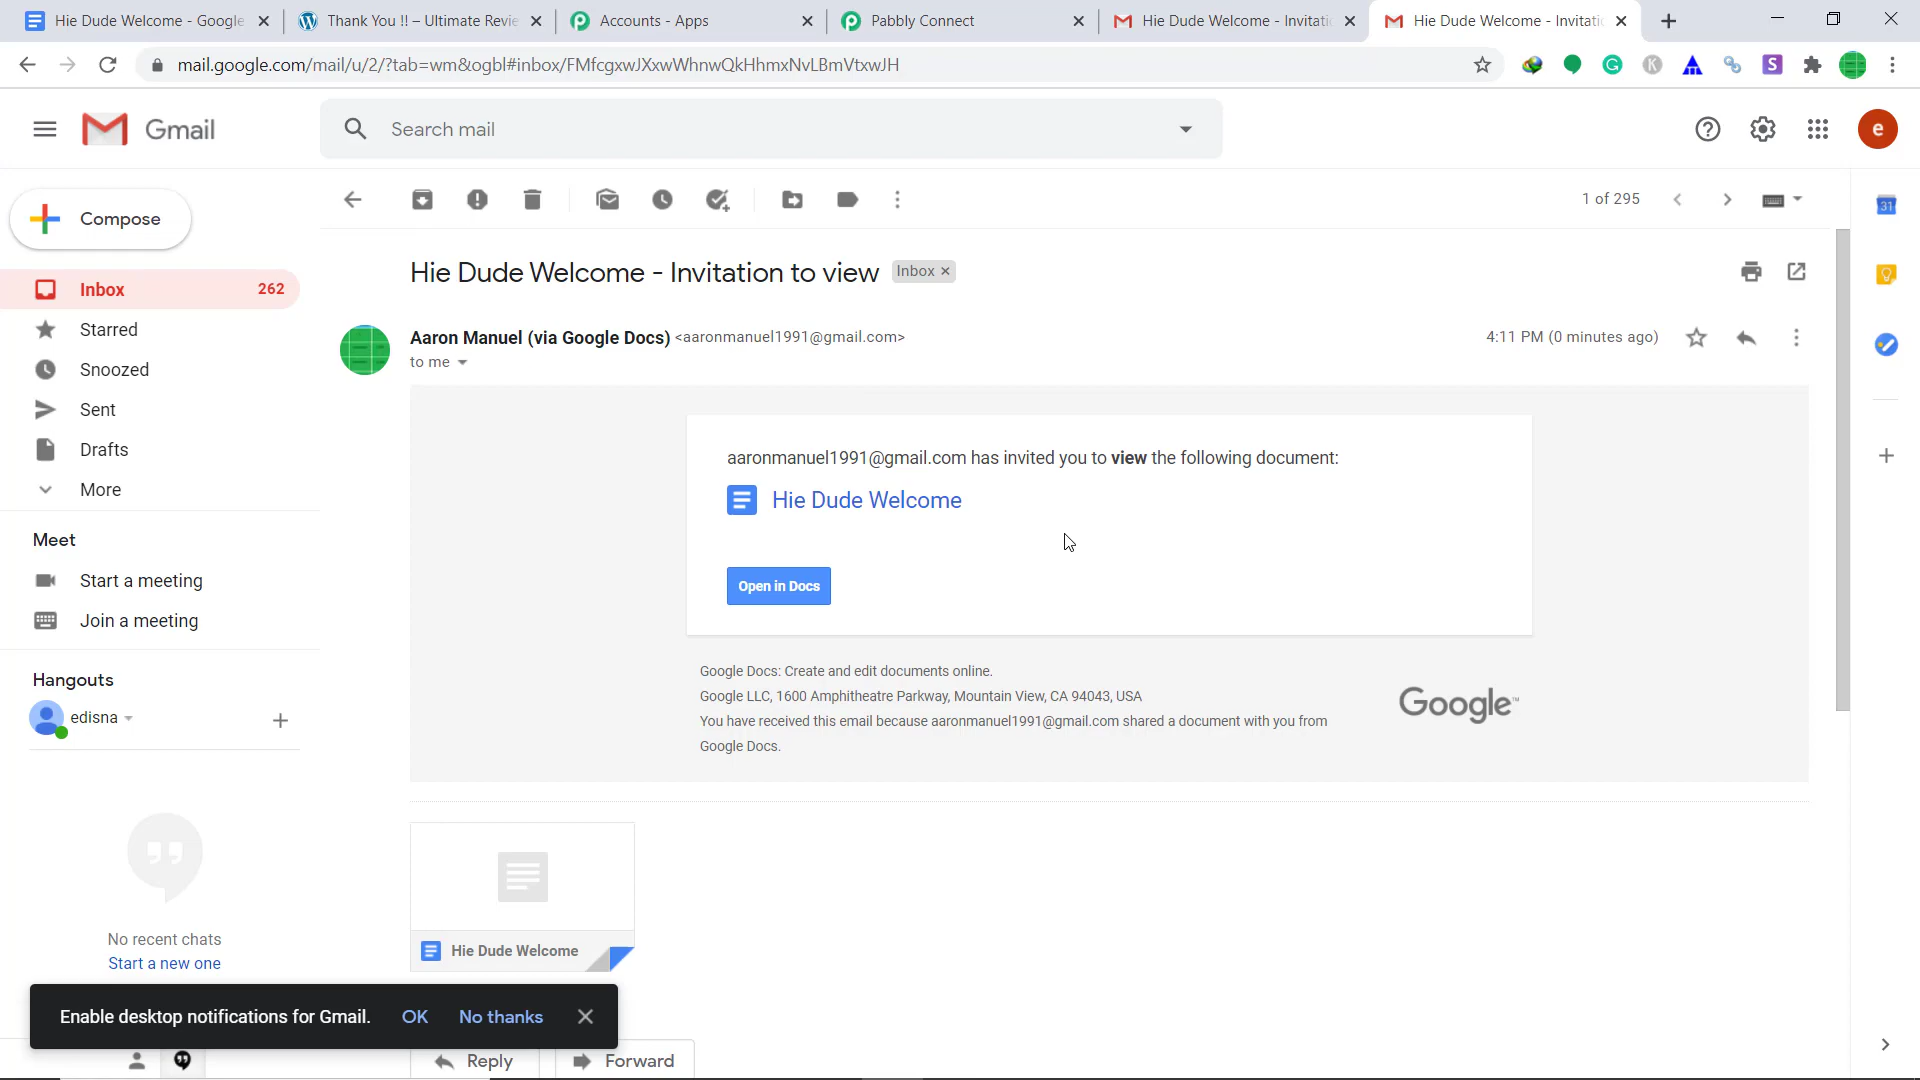 Hie Dude Welcome - Google
Thank You !! – Ultimate Revie
Accounts - Apps
Pabbly Connect
Hie Dude Welcome - Invitatio
Hie Dude Welcome - Invitatio
mail.google.com/mail/u/2/?tab=wm&ogbl#inbox/FMfcgxwJXxwWhnwQkHhmxNvLBmVtxwJH
Gmail
Search mail
e
Compose
1 of 295
31
Inbox 262
Starred
Snoozed
Sent
Drafts
More
Meet
Start a meeting
Join a meeting
Hangouts
edisna
No recent chats
Start a new one
Hie Dude Welcome - Invitation to view Inbox
Aaron Manuel (via Google Docs) <aaronmanuel1991@gmail.com>
4:11 PM (0 minutes ago)
to me
aaronmanuel1991@gmail.com has invited you to view the following document:
Hie Dude Welcome
Open in Docs
Google Docs: Create and edit documents online.
Google LLC, 1600 Amphitheatre Parkway, Mountain View, CA 94043, USA
You have received this email because aaronmanuel1991@gmail.com shared a document with you from
Google Docs.
Google™
Hie Dude Welcome
Enable desktop notifications for Gmail. OK No thanks
Reply
Forward